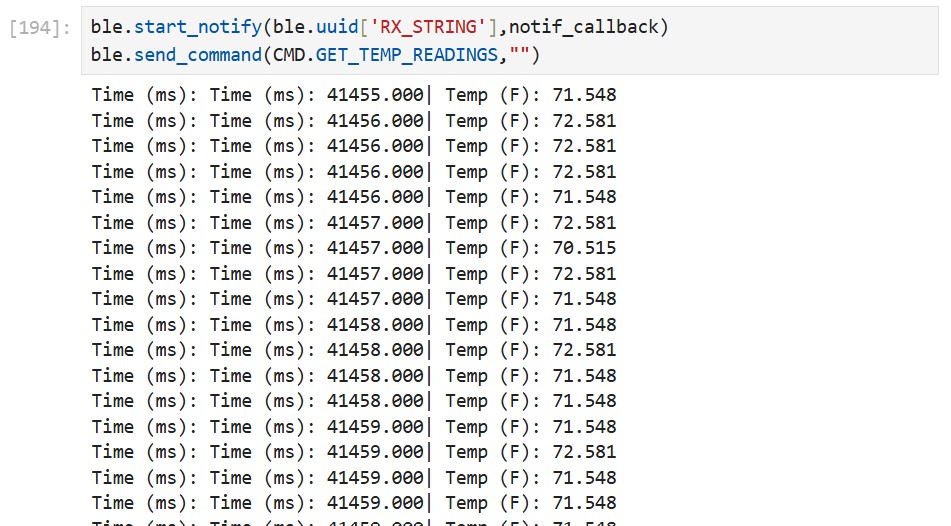 [194]: ble.start_notify(ble.uuid['RX_STRING'],notif_callback)
ble.send_command(CMD.GET_TEMP_READINGS,"")
Time (ms): Time (ms): 41455.000| Temp (F): 71.548
Time (ms): Time (ms): 41456.000| Temp (F): 72.581
Time (ms): Time (ms): 41456.000| Temp (F): 72.581
Time (ms): Time (ms): 41456.000| Temp (F): 72.581
Time (ms): Time (ms): 41456.000| Temp (F): 71.548
Time (ms): Time (ms): 41457.000| Temp (F): 72.581
Time (ms): Time (ms): 41457.000| Temp (F): 70.515
Time (ms): Time (ms): 41457.000| Temp (F): 72.581
Time (ms): Time (ms): 41457.000| Temp (F): 71.548
Time (ms): Time (ms): 41458.000| Temp (F): 71.548
Time (ms): Time (ms): 41458.000| Temp (F): 72.581
Time (ms): Time (ms): 41458.000| Temp (F): 71.548
Time (ms): Time (ms): 41458.000| Temp (F): 71.548
Time (ms): Time (ms): 41459.000| Temp (F): 71.548
Time (ms): Time (ms): 41459.000| Temp (F): 72.581
Time (ms): Time (ms): 41459.000| Temp (F): 71.548
Time (ms): Time (ms): 41459.000| Temp (F): 71.548